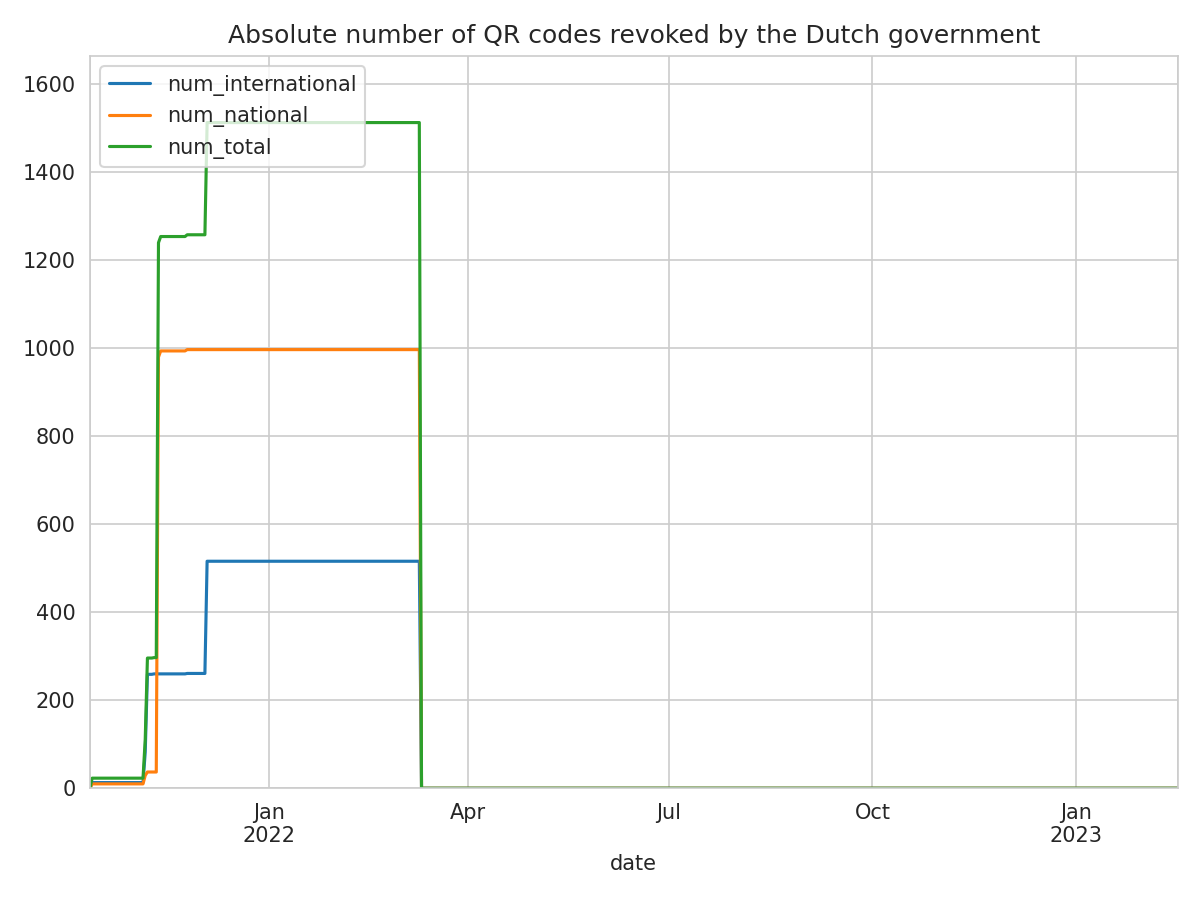 Absolute number of QR codes revoked by the Dutch government
num_international
num_national
num_total
1600
1400
1200
1000
800
600
400
200
0
Jan
2022
Apr
Jul
Oct
Jan
2023
date